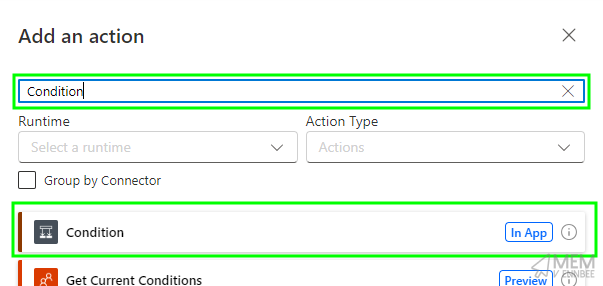 Add an action
Condition
Runtime
Action Type
Select a runtime
Actions
Group by Connector
Condition
In App
Get Current Conditions
Preview
MEM
V ENNBEE